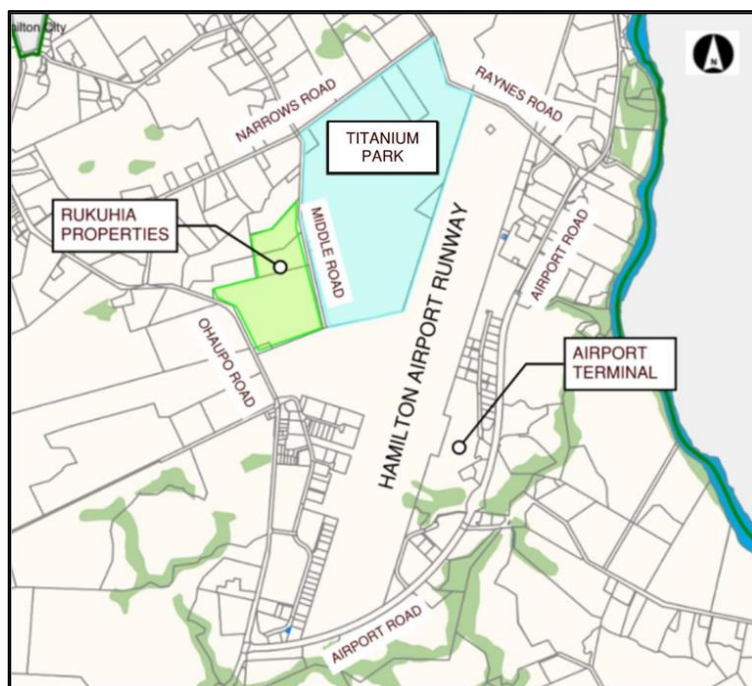 ilton City
N
NARROWS ROAD
RAYNES ROAD
TITANIUM
PARK
RUKUHIA
PROPERTIES
MIDDLE ROAD
HAMILTON AIRPORT RUNWAY
AIRPORT ROAD
OHAUPO ROAD
AIRPORT
TERMINAL
AIRPORT ROAD